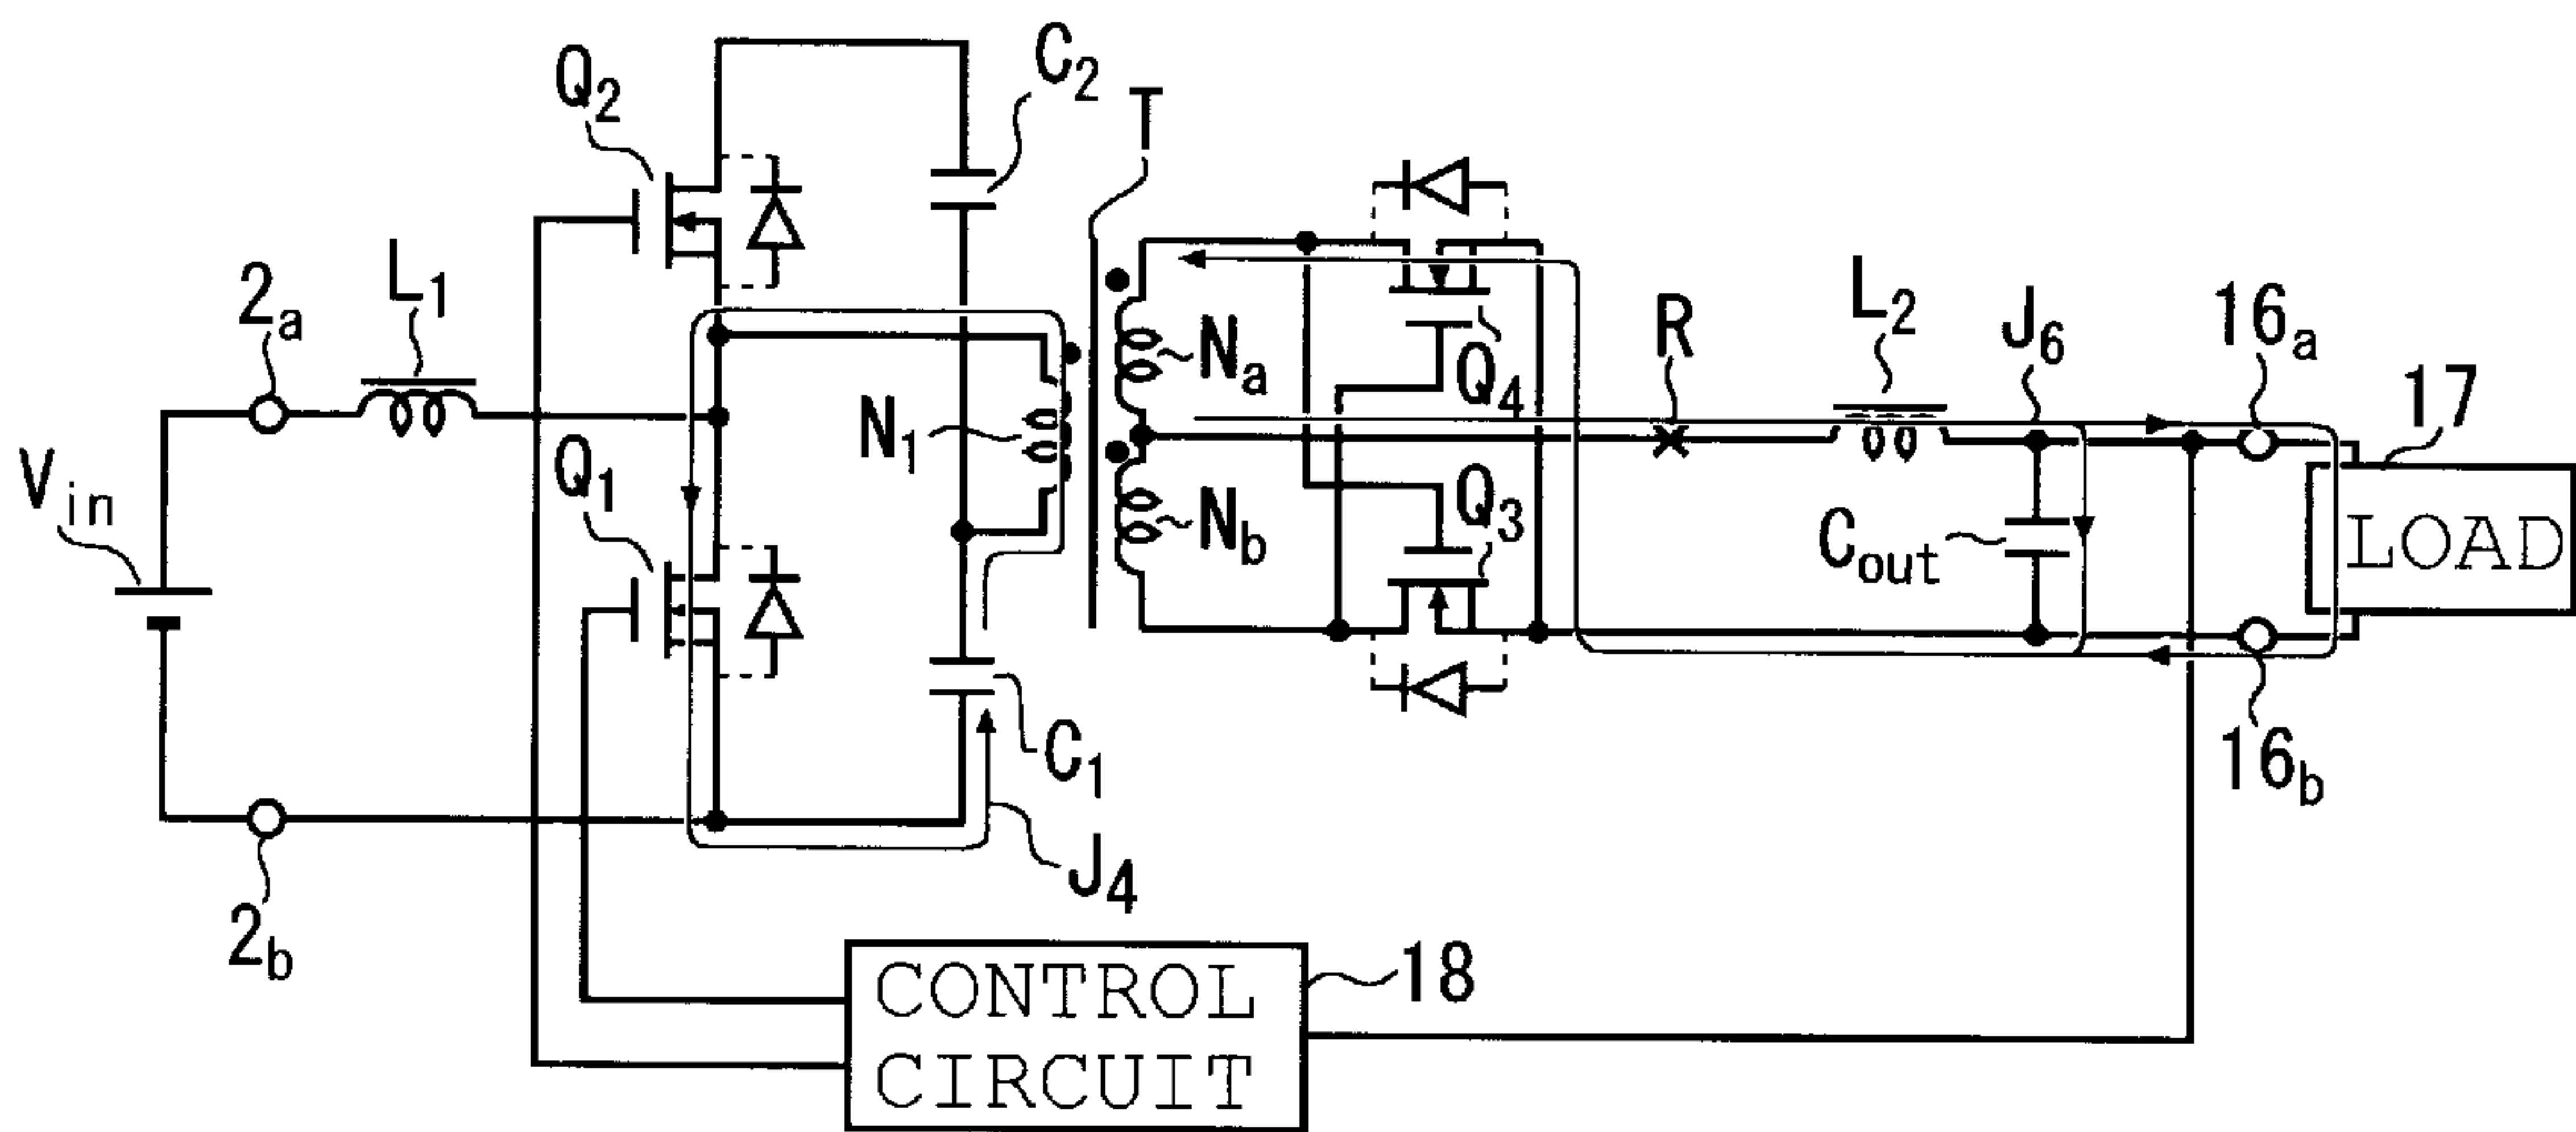 C2
Q2
T
2a
L1
L2
J6
16a
R
Na
Q4
17
N1
Vin
Q1
Q3
Nb
Cout
LOAD
C1
16b
J4
2b
CONTROL
CIRCUIT
18